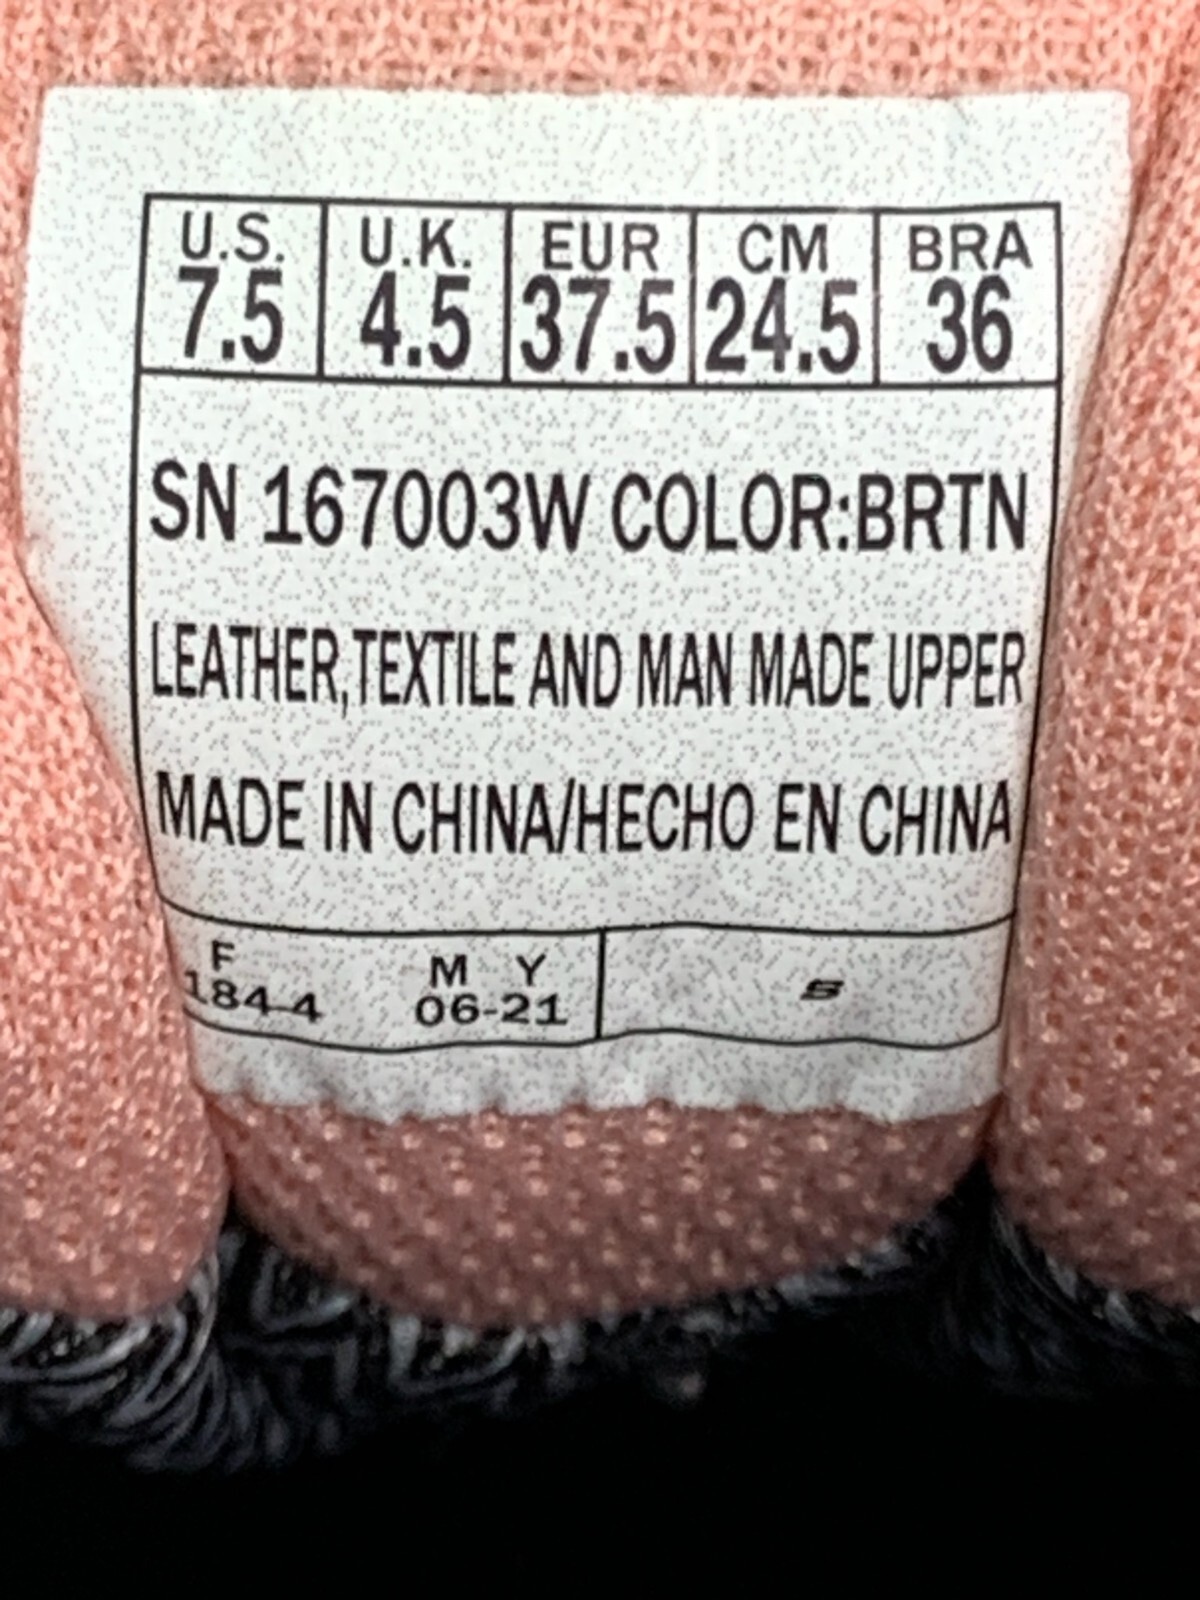 U.S. U.K. EUR CM BRA
7.5 4.5 37.5 24.5 36
SN 167003W COLOR:BRTN
LEATHER,TEXTILE AND MAN MADE UPPER
MADE IN CHINA/HECHO EN CHINA
F M Y
184-4 06-21